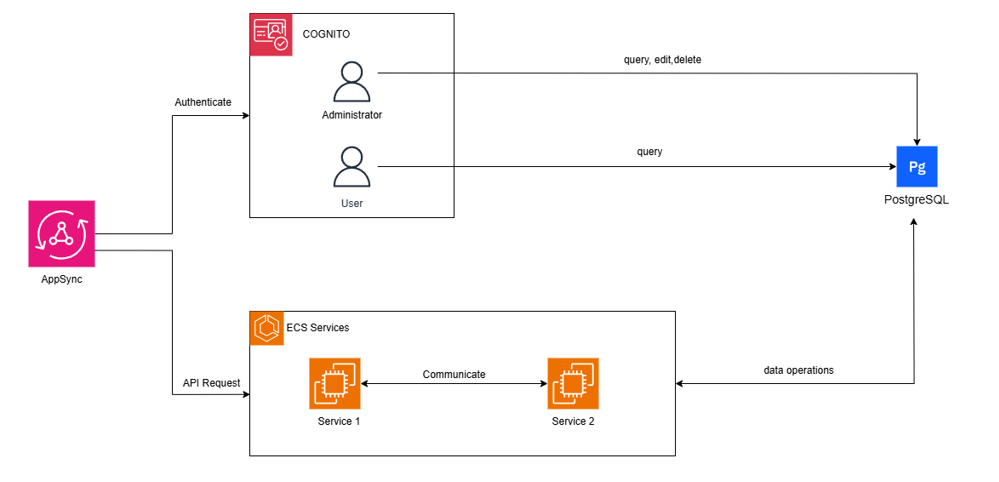 COGNITO
query, edit,delete
Authenticate
Administrator
query
Pg
PostgreSQL
User
AppSync
ECS Services
API Request
Communicate
data operations
Service 1
Service 2